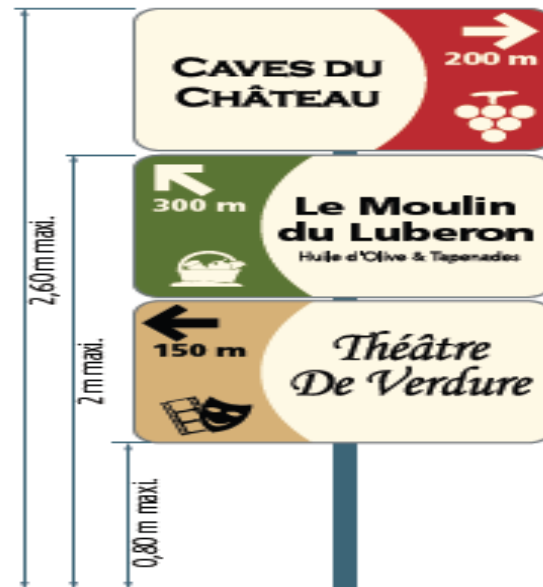 200 m
CAVES DU
CHÂTEAU
300 m
Le Moulin
du Luberon
Huile d'Olive & Tapenades
150 m
Théâtre
De Verdure
2,60 m maxi.
2 m maxi.
0,80 m maxi.